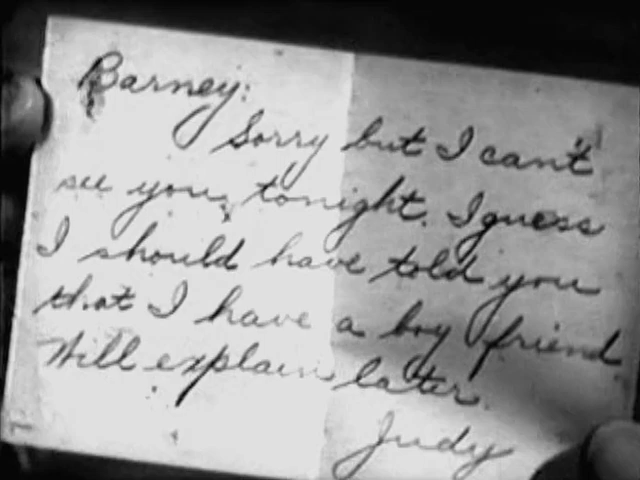 Barney:
Sorry but I can't
see you tonight. I guess
I should have told you
that I have a boy friend
Will explain later.
Judy